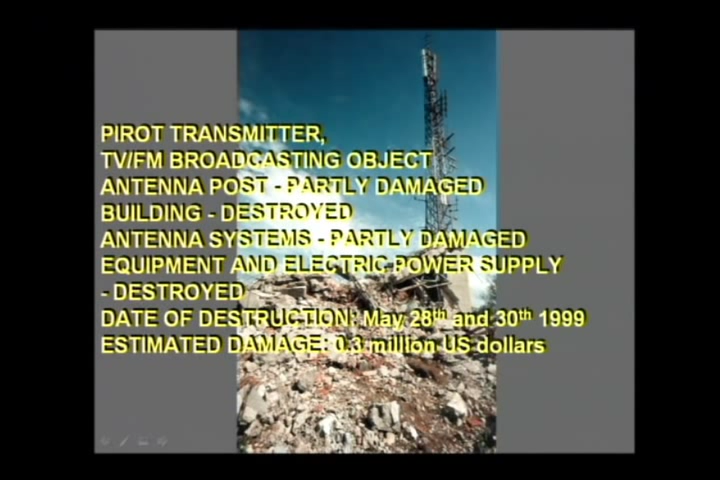 PIROT TRANSMITTER,
TV/FM BROADCASTING OBJECT
ANTENNA POST - PARTLY DAMAGED
BUILDING - DESTROYED
ANTENNA SYSTEMS - PARTLY DAMAGED
EQUIPMENT AND ELECTRIC POWER SUPPLY
- DESTROYED
DATE OF DESTRUCTION: May 28th and 30th 1999
ESTIMATED DAMAGE: 0.3 million US dollars